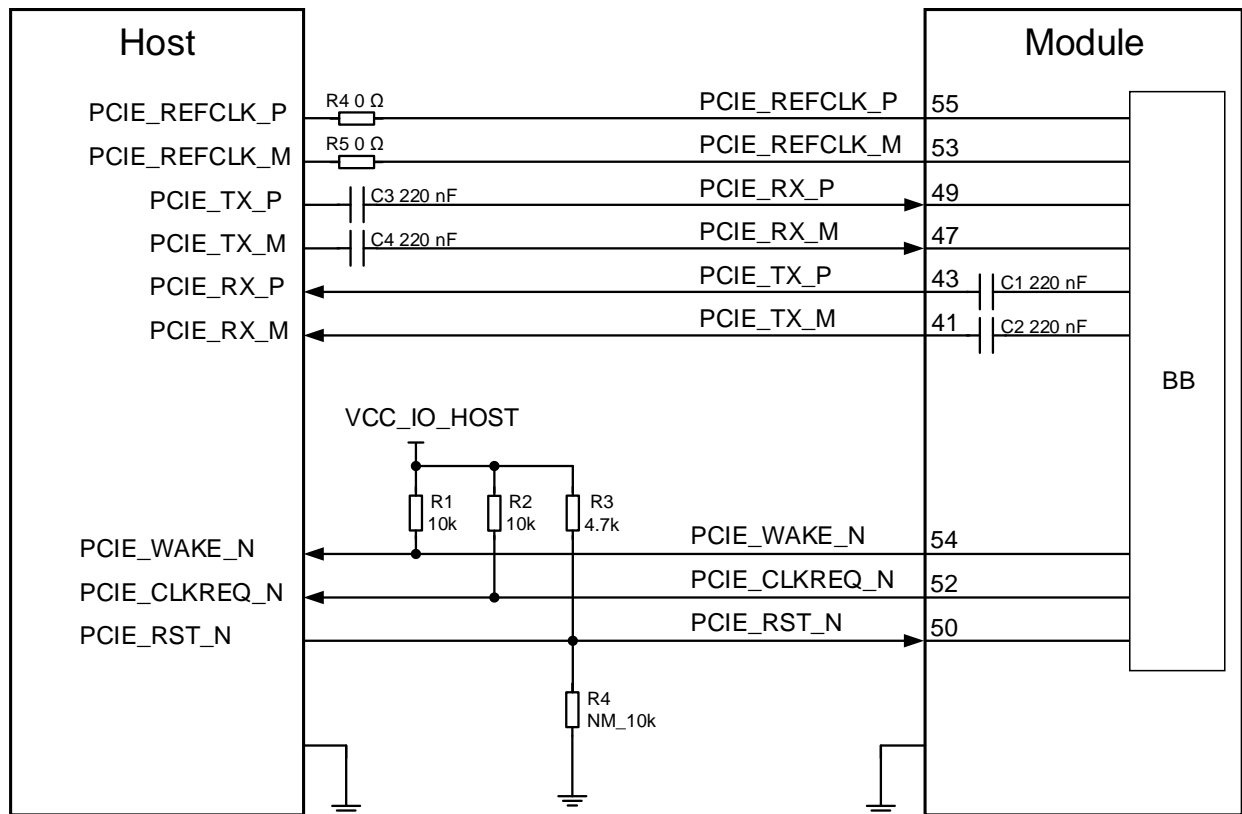 Host
Module
PCIE_REFCLK_P
R4 0 Ω
PCIE_REFCLK_P
55
PCIE_REFCLK_M
R5 0 Ω
PCIE_REFCLK_M
53
PCIE_TX_P
C3 220 nF
PCIE_RX_P
49
PCIE_TX_M
C4 220 nF
PCIE_RX_M
47
PCIE_RX_P
PCIE_TX_P
43
C1 220 nF
PCIE_RX_M
PCIE_TX_M
41
C2 220 nF
BB
VCC_IO_HOST
R1
10k
R2
10k
R3
4.7k
PCIE_WAKE_N
PCIE_WAKE_N
54
PCIE_CLKREQ_N
PCIE_CLKREQ_N
52
PCIE_RST_N
PCIE_RST_N
50
R4
NM_10k